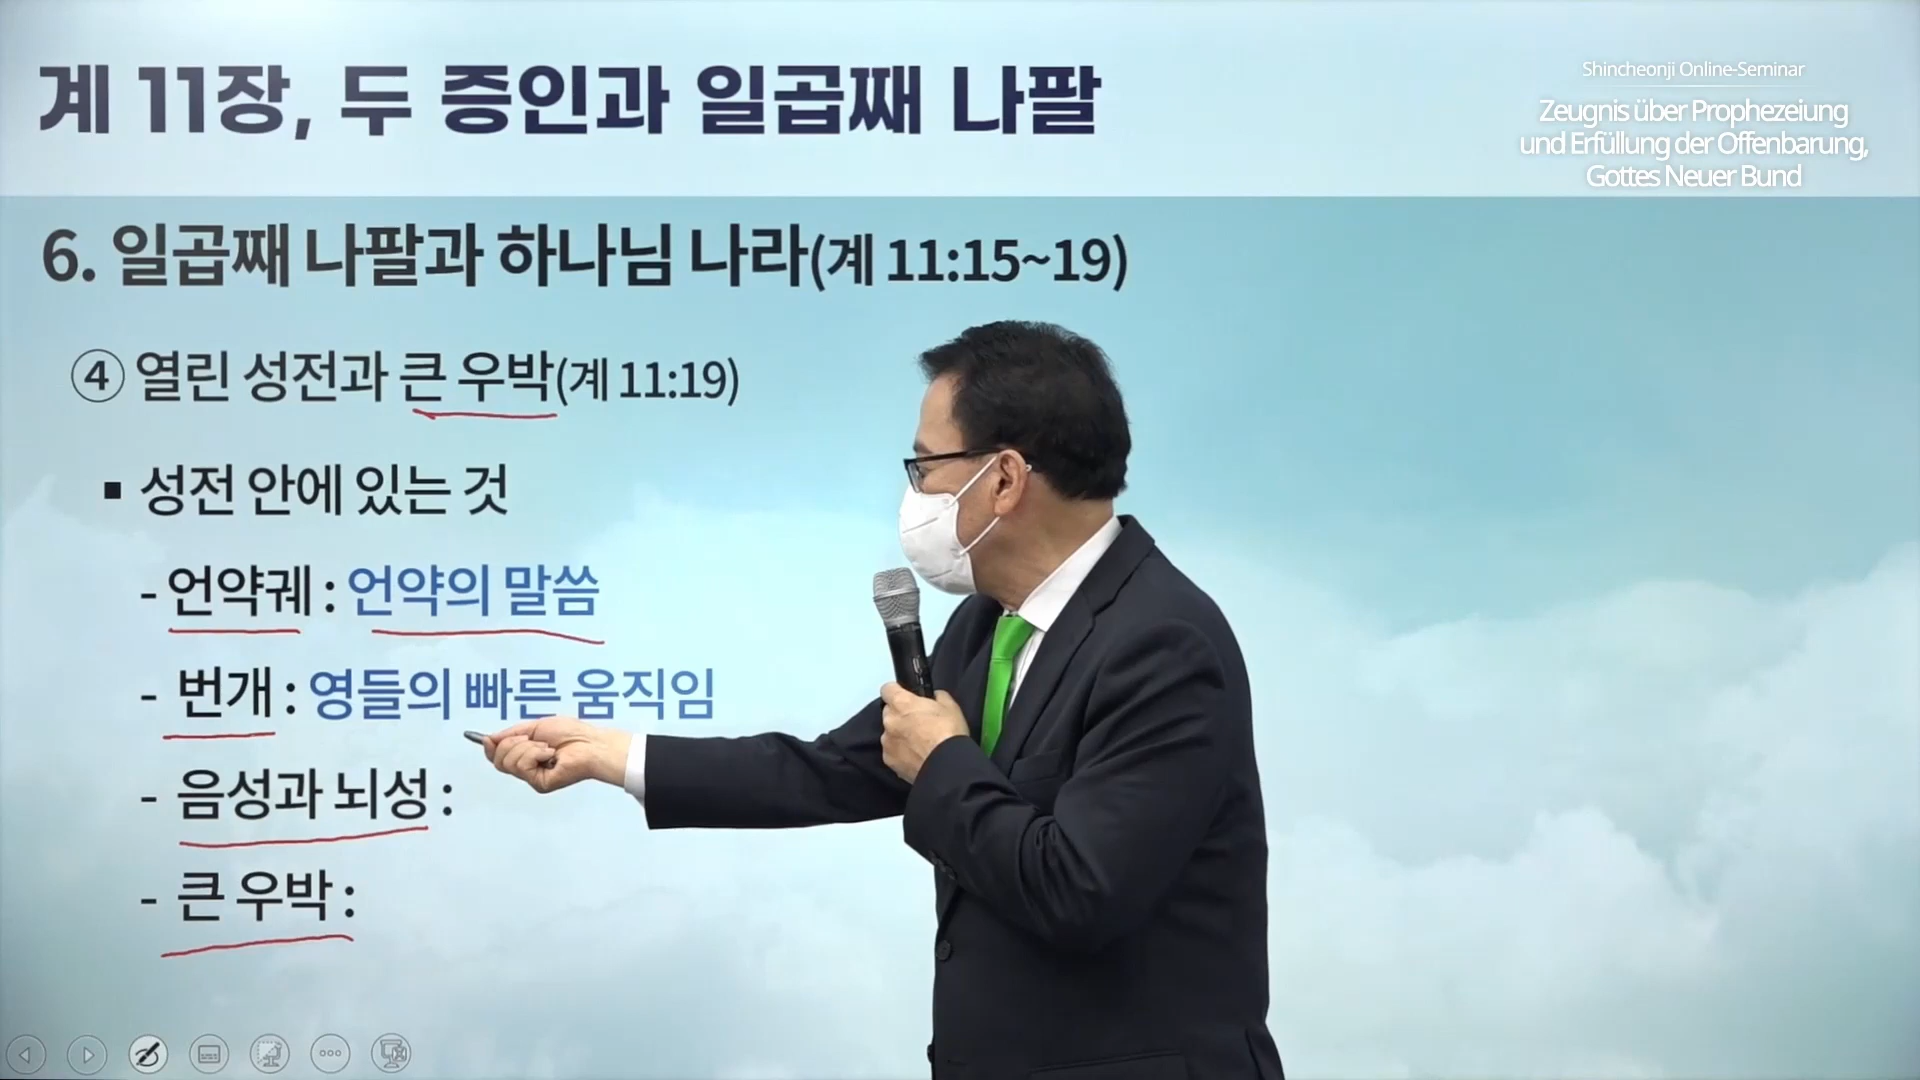 계 11장, 두 증인과 일곱째 나팔
Shincheonji Online-Seminar
Zeugnis über Prophezeiung
und Erfüllung der Offenbarung,
Gottes Neuer Bund
6. 일곱째 나팔과 하나님 나라(계 11:15~19)
④ 열린 성전과 큰 우박(계 11:19)
▪ 성전 안에 있는 것
- 언약궤 : 언약의 말씀
- 번개 : 영들의 빠른 움직임
- 음성과 뇌성 :
- 큰 우박 :